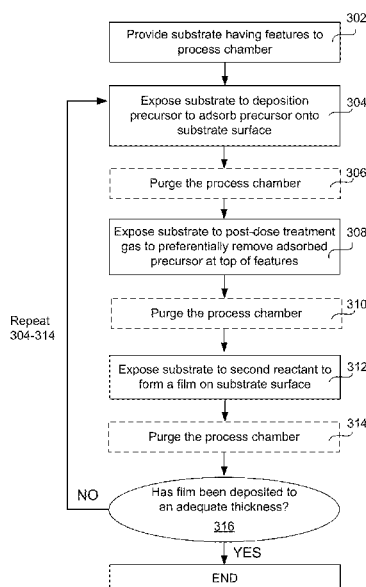 Provide substrate having features to
process chamber
302
Expose substrate to deposition
precursor to adsorb precursor onto
substrate surface
304
Purge the process chamber
306
Expose substrate to post-dose treatment
gas to preferentially remove adsorbed
precursor at top of features
308
Purge the process chamber
310
Repeat
304-314
Expose substrate to second reactant to
form a film on substrate surface
312
Purge the process chamber
314
NO
Has film been deposited to
an adequate thickness?
316
YES
END